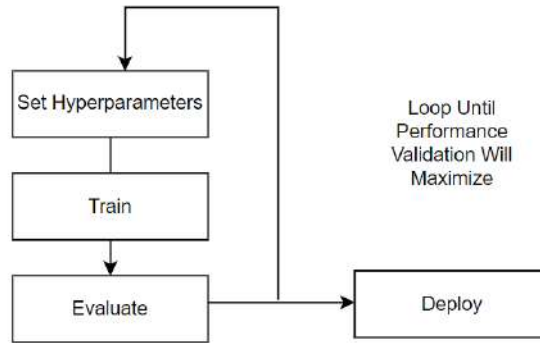 Set Hyperparameters
Loop Until
Performance
Validation Will
Maximize
Train
Evaluate
Deploy